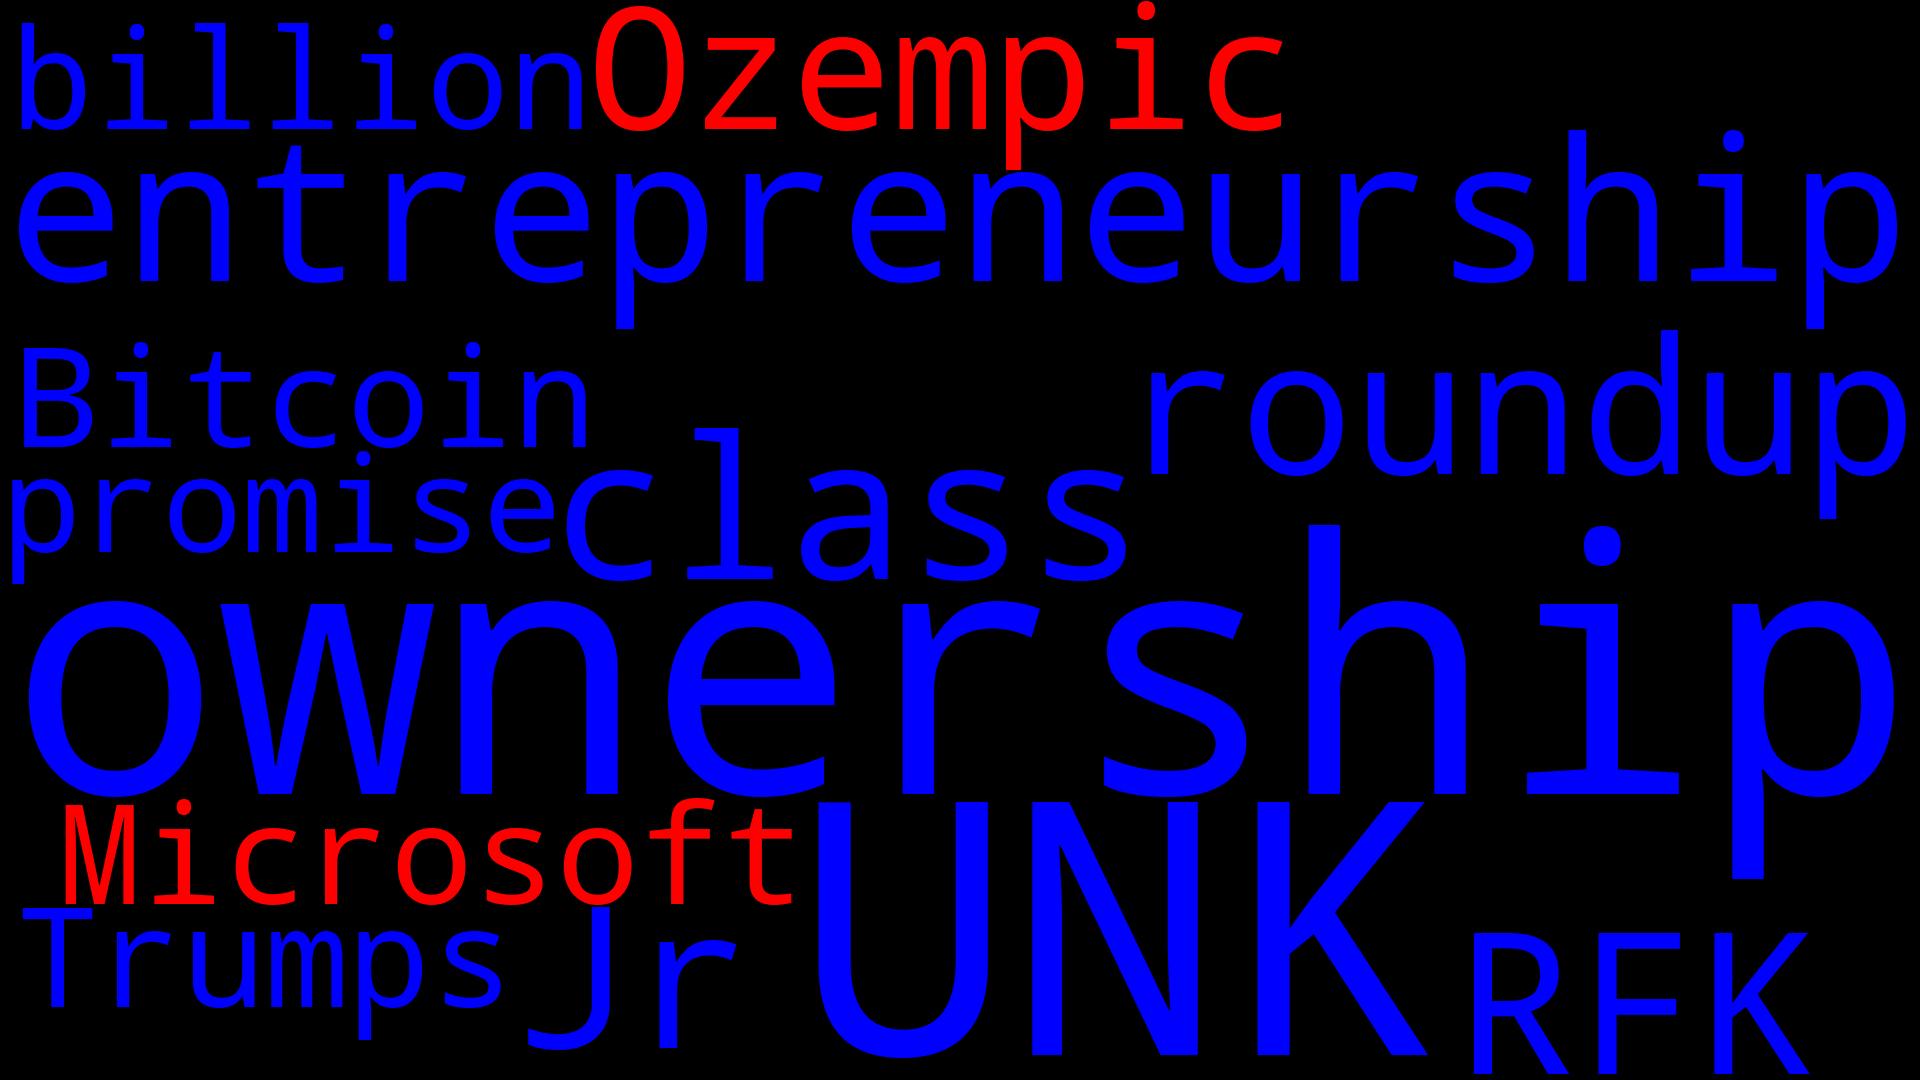 billion Ozempic
entrepreneurship
Bitcoin roundup
promise class
ownership
Microsoft UNK
Trumps Jr RFK